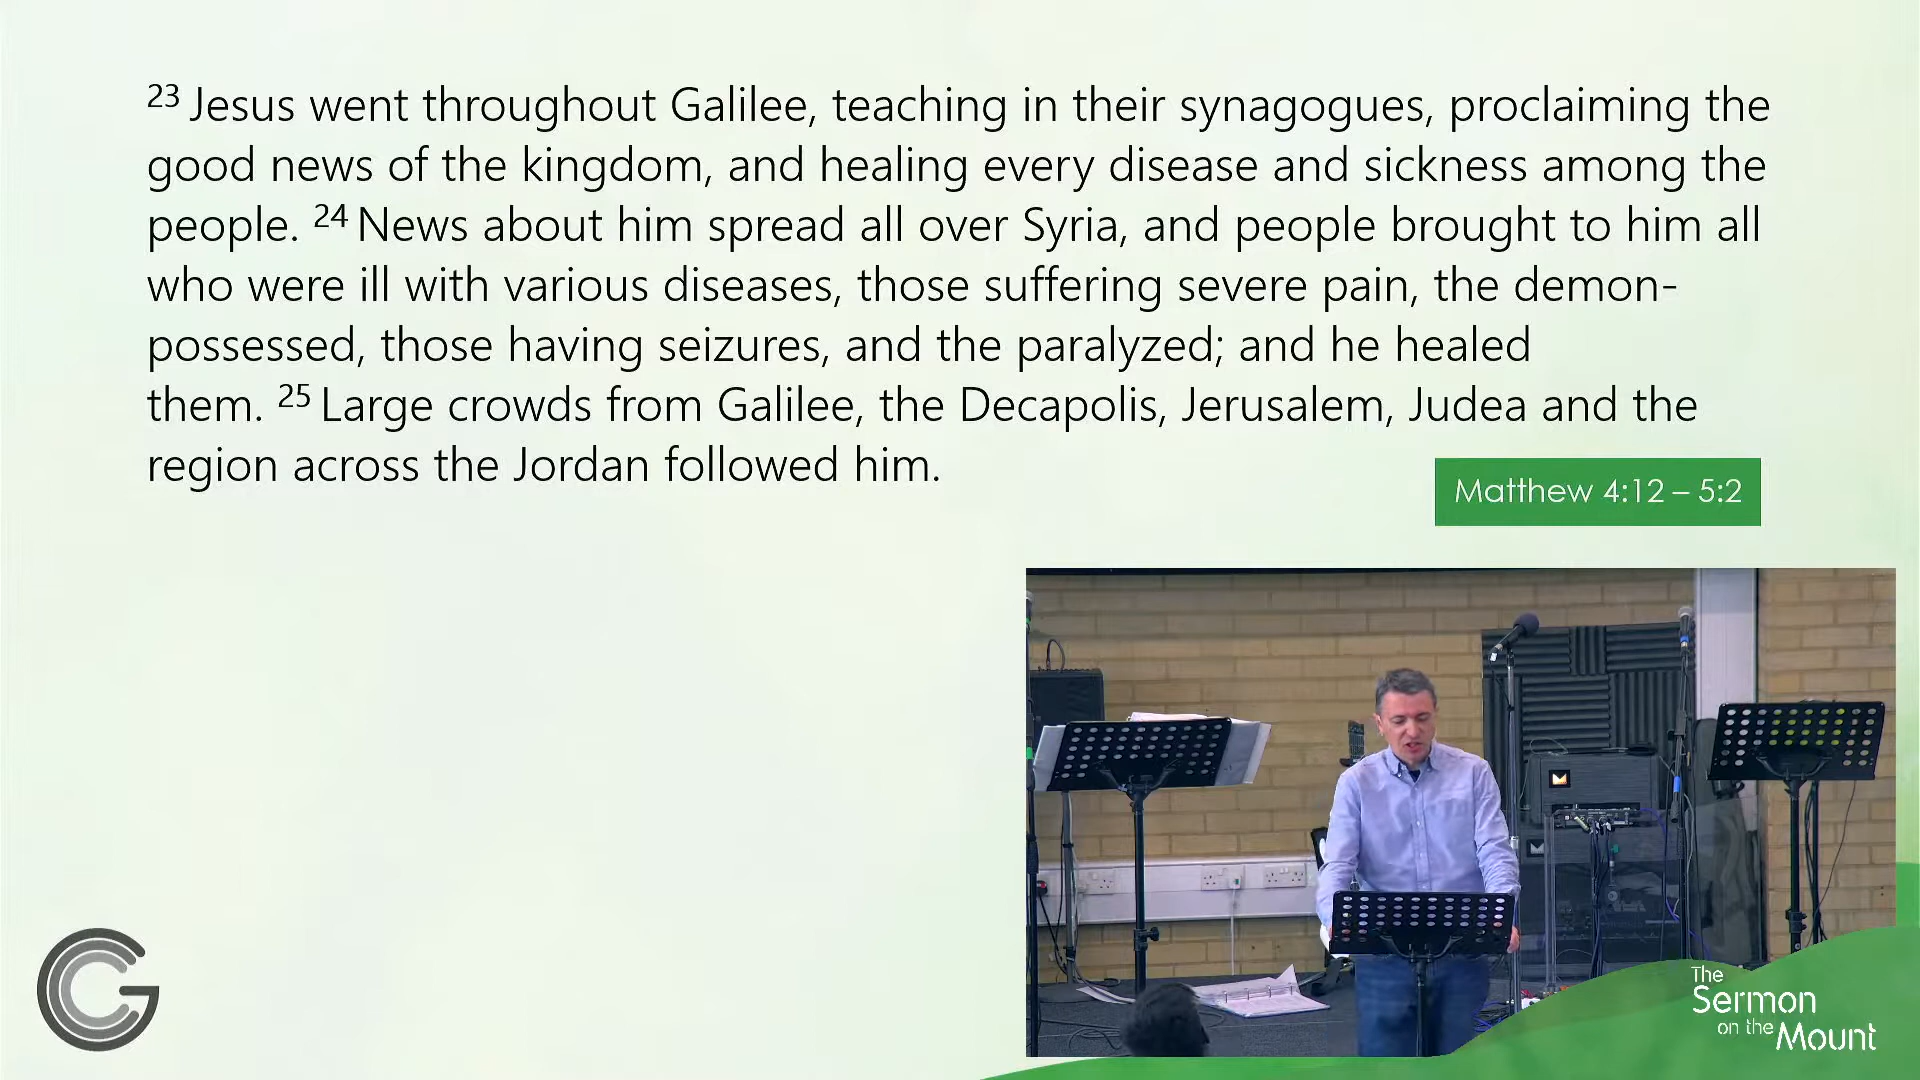 23 Jesus went throughout Galilee, teaching in their synagogues, proclaiming the
good news of the kingdom, and healing every disease and sickness among the
people. 24 News about him spread all over Syria, and people brought to him all
who were ill with various diseases, those suffering severe pain, the demon-
possessed, those having seizures, and the paralyzed; and he healed
them. 25 Large crowds from Galilee, the Decapolis, Jerusalem, Judea and the
region across the Jordan followed him.
Matthew 4:12 – 5:2
The
Sermon
on the
Mount